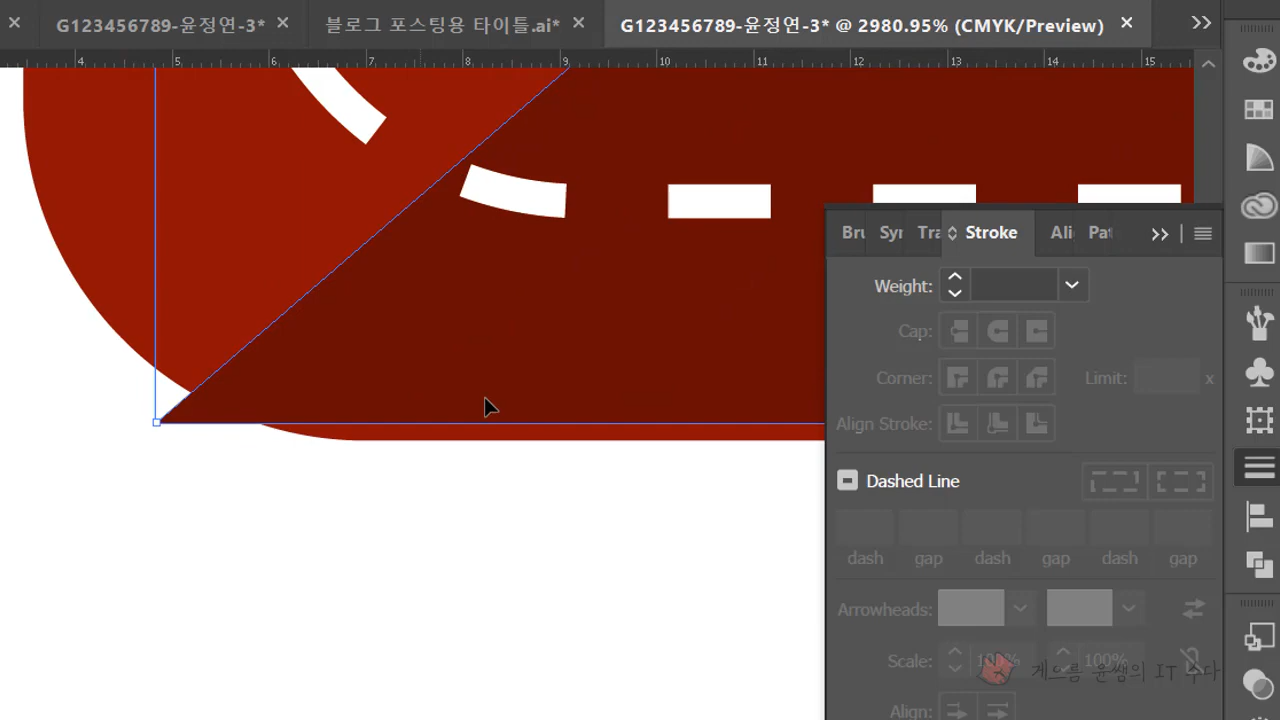 G123456789-윤정연-3*
블로그 포스팅용 타이틀.ai*
G123456789-윤정연-3* @ 2980.95% (CMYK/Preview)
4 5 6 7 8 9 10 11 12 13 14 15
Bru Syr Tra Stroke Ali Pat
Weight:
Cap:
Corner: Limit: x
Align Stroke:
Dashed Line
dash gap dash gap dash gap
Arrowheads:
Scale: 100% 100%
게으름 윤쌤의 IT 수다
Align: